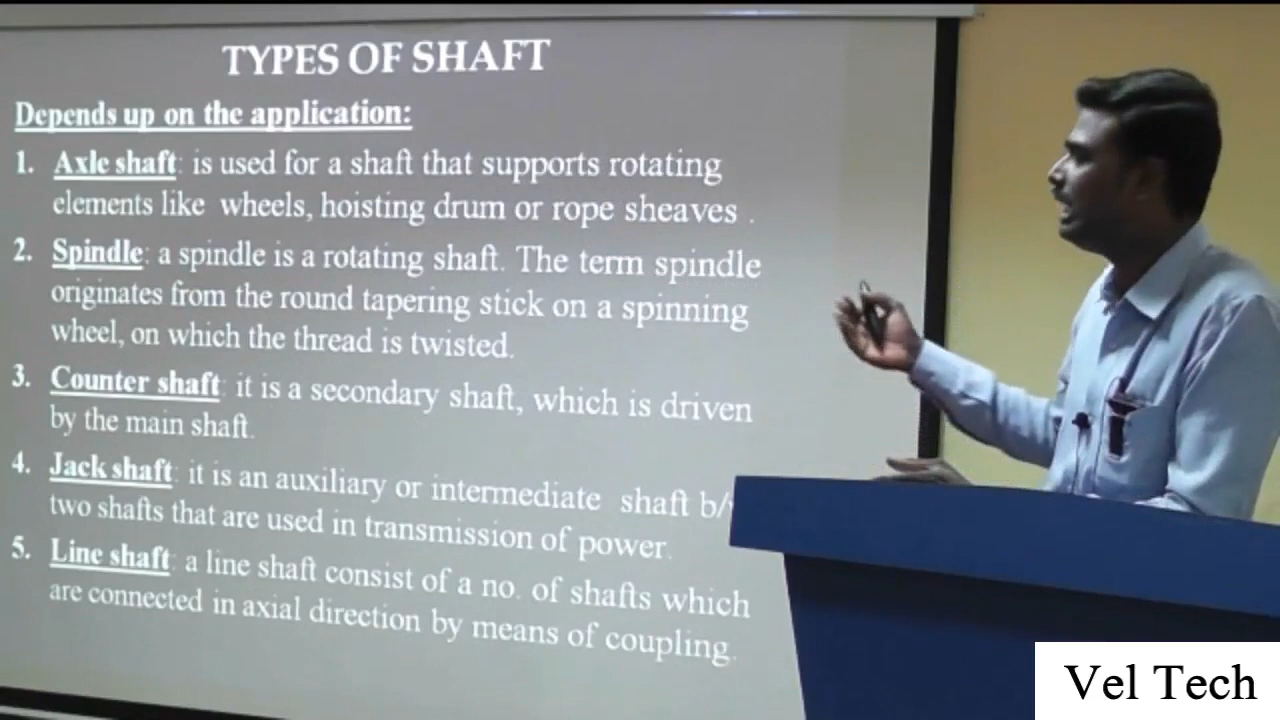 TYPES OF SHAFT
Depends up on the application:
1. Axle shaft: is used for a shaft that supports rotating
elements like wheels, hoisting drum or rope sheaves .
2. Spindle: a spindle is a rotating shaft. The term spindle
originates from the round tapering stick on a spinning
wheel, on which the thread is twisted.
3. Counter shaft: it is a secondary shaft, which is driven
by the main shaft.
4. Jack shaft: it is an auxiliary or intermediate shaft
two shafts that are used in transmission of power.
5. Line shaft: a line shaft consist of a no. of shafts which
are connected in axial direction by means of coupling.
Vel Tech